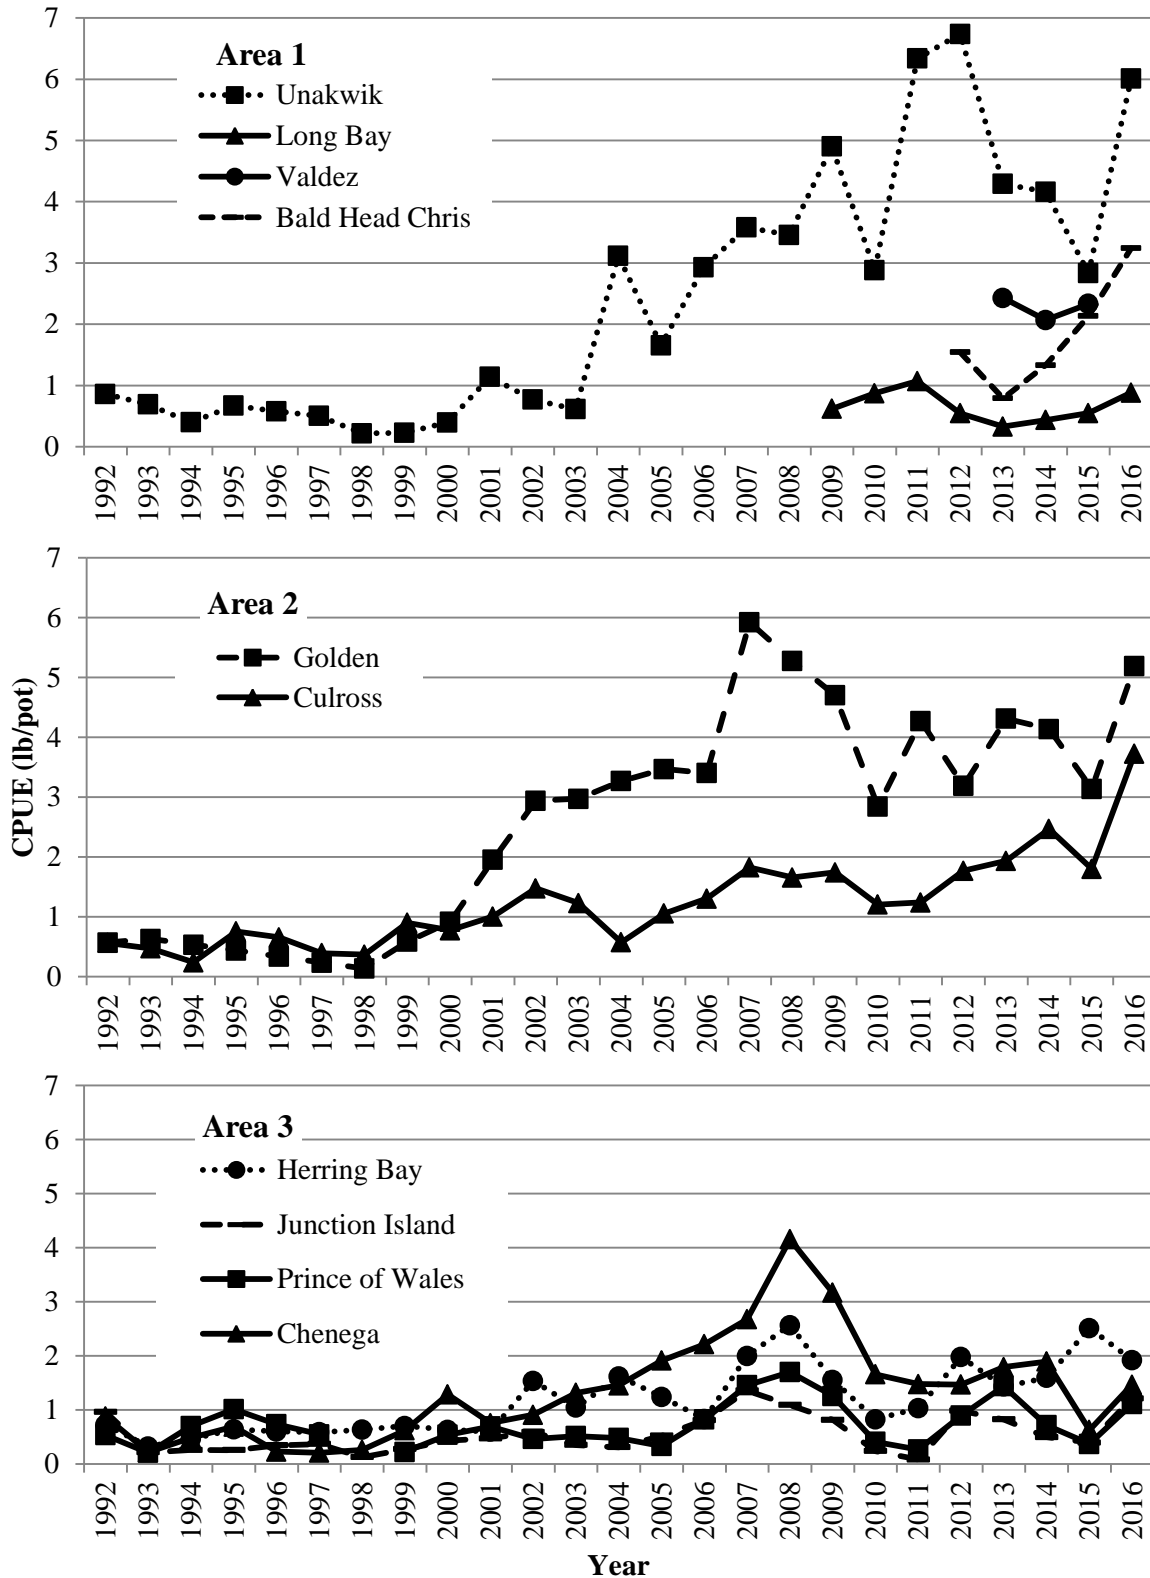 7
6
5
4
3
2
1
0
Area 1
Unakwik
Long Bay
Valdez
Bald Head Chris
1992 1993 1994 1995 1996 1997 1998 1999 2000 2001 2002 2003 2004 2005 2006 2007 2008 2009 2010 2011 2012 2013 2014 2015 2016
CPUE (lb/pot)
7
6
5
4
3
2
1
0
Area 2
Golden
Culross
1992 1993 1994 1995 1996 1997 1998 1999 2000 2001 2002 2003 2004 2005 2006 2007 2008 2009 2010 2011 2012 2013 2014 2015 2016
7
6
5
4
3
2
1
0
Area 3
Herring Bay
Junction Island
Prince of Wales
Chenega
1992 1993 1994 1995 1996 1997 1998 1999 2000 2001 2002 2003 2004 2005 2006 2007 2008 2009 2010 2011 2012 2013 2014 2015 2016
Year